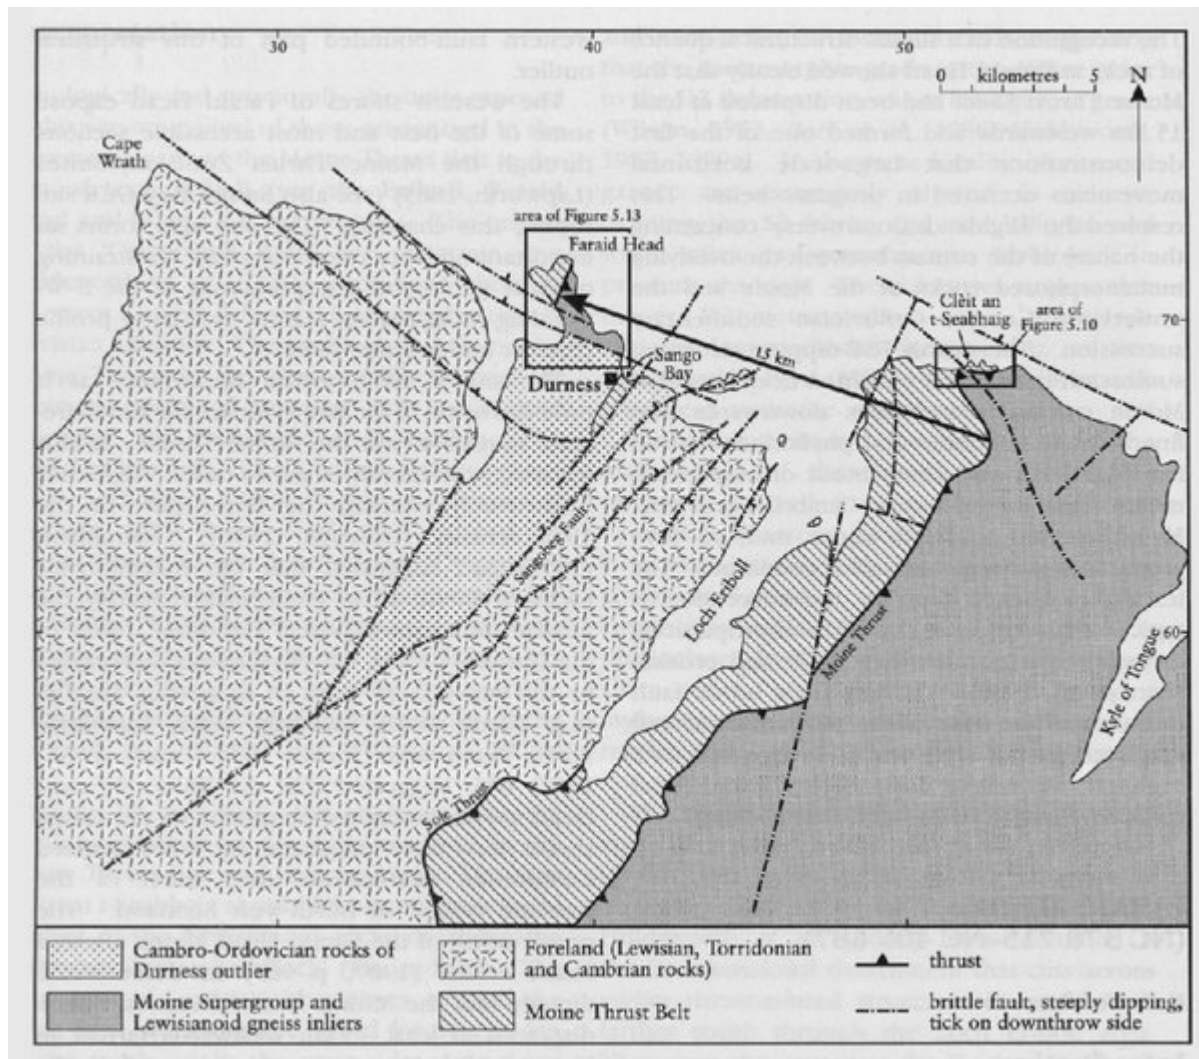 30
40
50
0
kilometres
5
N
Cape
Wrath
area of Figure 5.13
Faraid Head
Clèit an
t-Seabhaig
area of
Figure 5.10
70
Sango
Bay
15 km
Durness
Sangobeg Fault
Loch Eriboll
Moine Thrust
60
Kyle of Tongue
Sole Thrust
Cambro-Ordovician rocks of
Durness outlier
Foreland (Lewisian, Torridonian
and Cambrian rocks)
thrust
Moine Supergroup and
Lewisianoid gneiss inliers
Moine Thrust Belt
brittle fault, steeply dipping,
tick on downthrow side